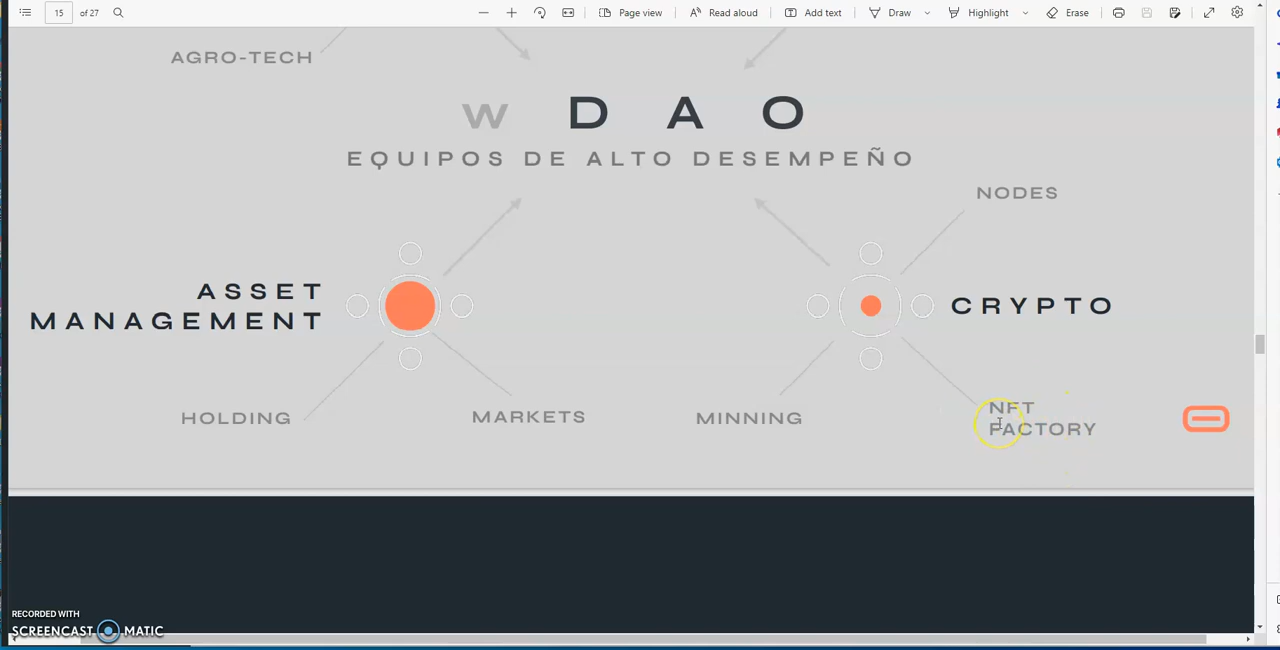 15 of 27 Page view Read aloud Add text Draw Highlight Erase
AGRO-TECH
w D A O
EQUIPOS DE ALTO DESEMPEÑO
NODES
ASSET
MANAGEMENT
CRYPTO
HOLDING
MARKETS
MINNING
NFT
FACTORY
RECORDED WITH
SCREENCAST MATIC